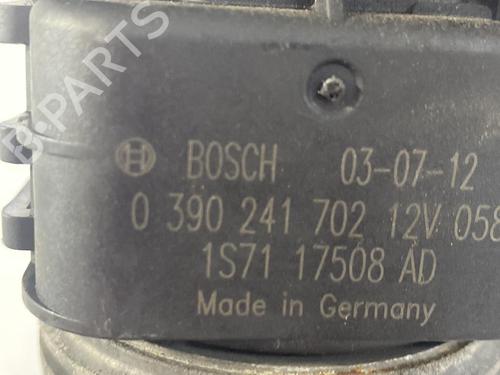 BOSCH 03-07-12
0 390 241 702 12V 058
1S71 17508 AD
Made in Germany
B-PARTS